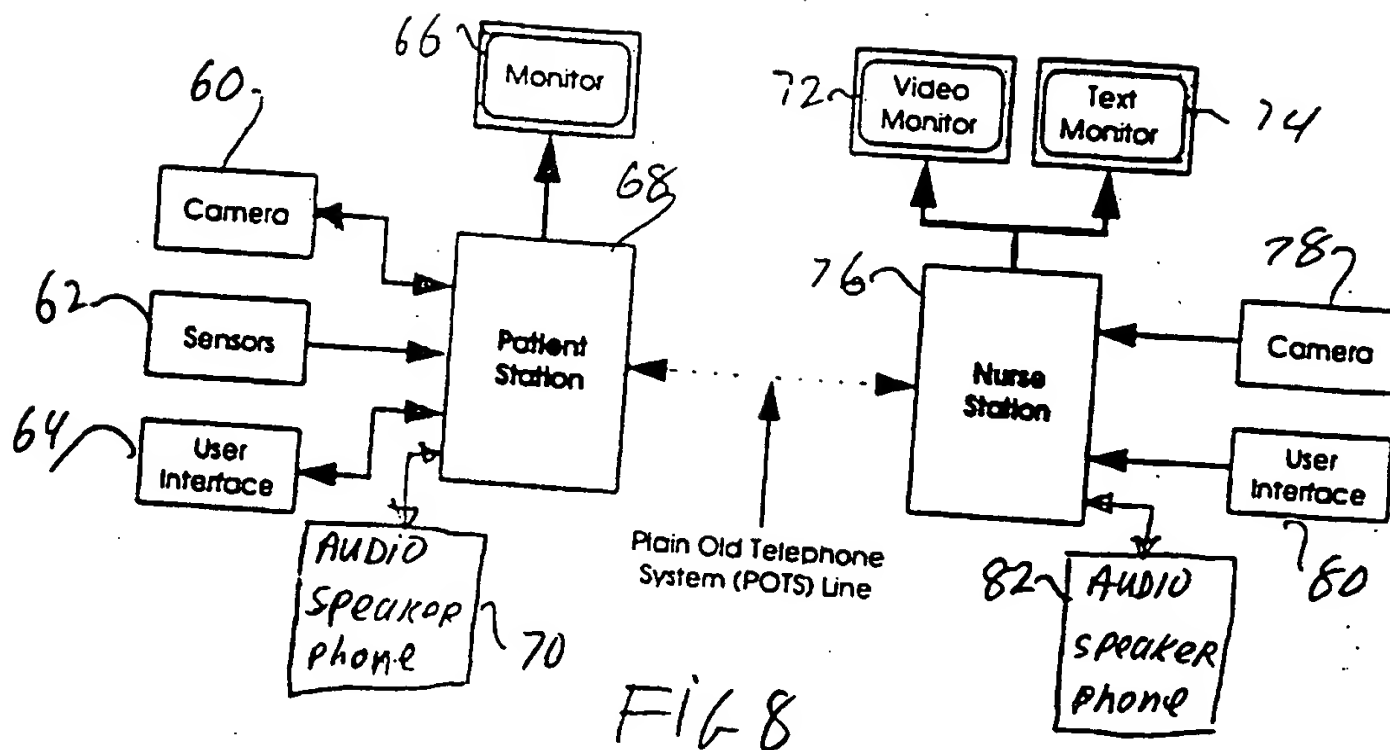 66
Monitor
60
Camera
68
62
Sensors
64
User
Interface
Patient
Station
AUDIO
speaker
phone
70
Plain Old Telephone
System (POTS) Line
72
Video
Monitor
Text
Monitor
74
76
Nurse
Station
78
Camera
User
Interface
80
82
AUDIO
speaker
phone
FIG 8